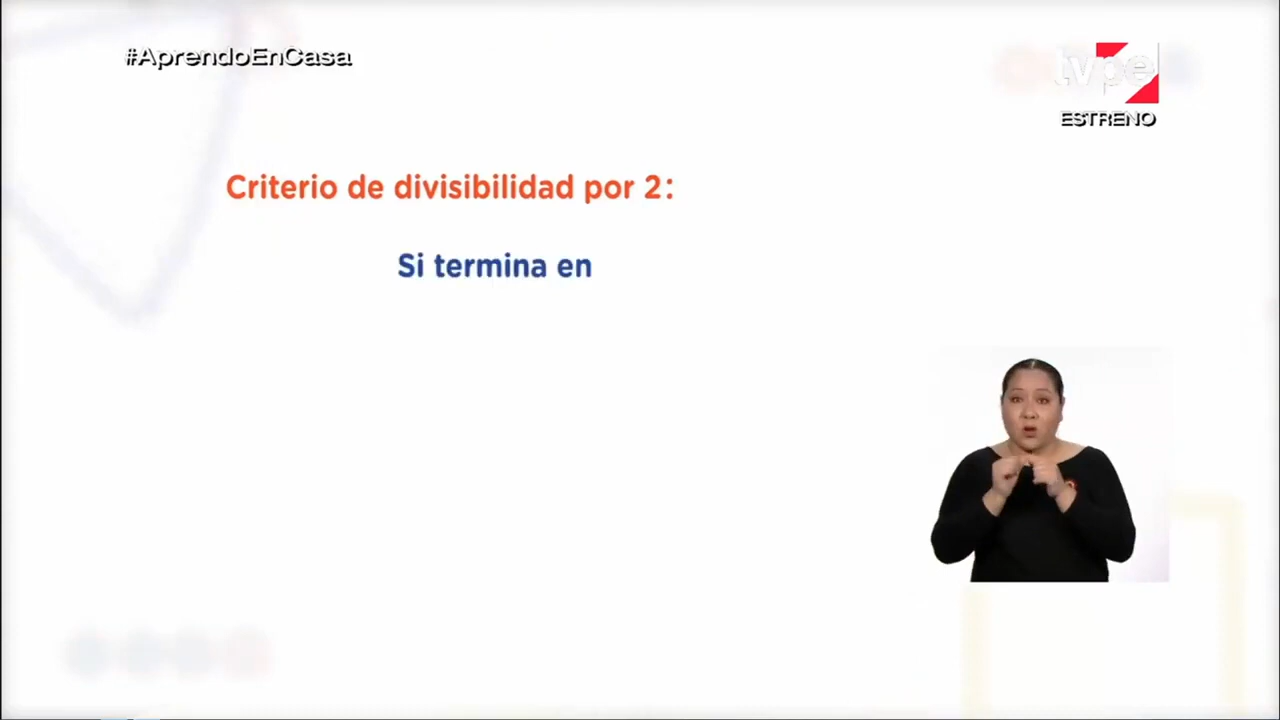 #AprendoEnCasa
tvpe
ESTRENO
Criterio de divisibilidad por 2:
Si termina en